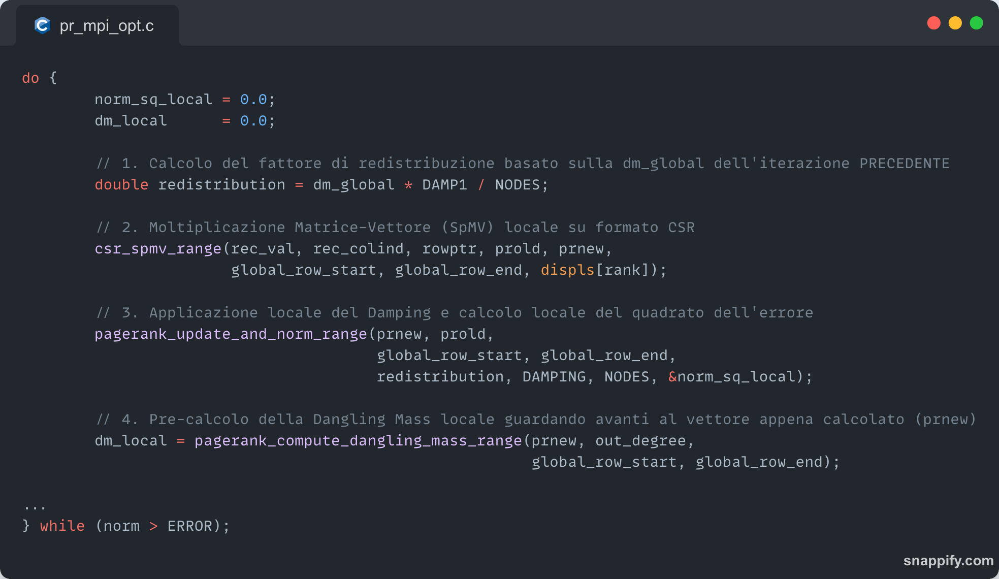 pr_mpi_opt.c
do {
norm_sq_local = 0.0;
dm_local = 0.0;
// 1. Calcolo del fattore di redistribuzione basato sulla dm_global dell'iterazione PRECEDENTE
double redistribution = dm_global * DAMP1 / NODES;
// 2. Moltiplicazione Matrice-Vettore (SpMV) locale su formato CSR
csr_spmv_range(rec_val, rec_colind, rowptr, prold, prnew,
global_row_start, global_row_end, displs[rank]);
// 3. Applicazione locale del Damping e calcolo locale del quadrato dell'errore
pagerank_update_and_norm_range(prnew, prold,
global_row_start, global_row_end,
redistribution, DAMPING, NODES, &norm_sq_local);
// 4. Pre-calcolo della Dangling Mass locale guardando avanti al vettore appena calcolato (prnew)
dm_local = pagerank_compute_dangling_mass_range(prnew, out_degree,
global_row_start, global_row_end);
...
} while (norm > ERROR);
snappify.com